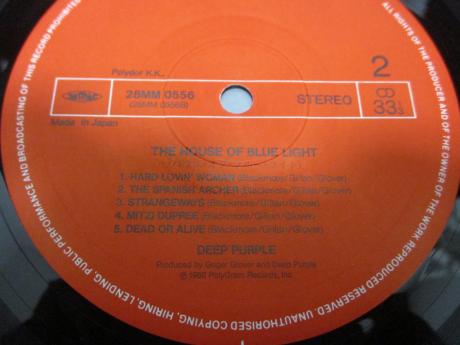 Polydor K.K.
28MM 0556
(28MM 0556B)
Made in Japan
2
STEREO
33 1/3
THE HOUSE OF BLUE LIGHT
1. HARD LOVIN' WOMAN (Blackmore/Gillan/Glover)
2. THE SPANISH ARCHER (Blackmore/Gillan/Glover)
3. STRANGEWAYS (Blackmore/Gillan/Glover)
4. MITZI DUPREE (Blackmore/Gillan/Glover)
5. DEAD OR ALIVE (Blackmore/Gillan/Glover)
DEEP PURPLE
Produced by Roger Glover and Deep Purple
ALL RIGHTS OF THE PRODUCER AND OF THE OWNER OF THE WORK REPRODUCED RESERVED. UNAUTHORISED COPYING, HIRING, LENDING, PUBLIC PERFORMANCE AND BROADCASTING OF THIS RECORD PROHIBITED